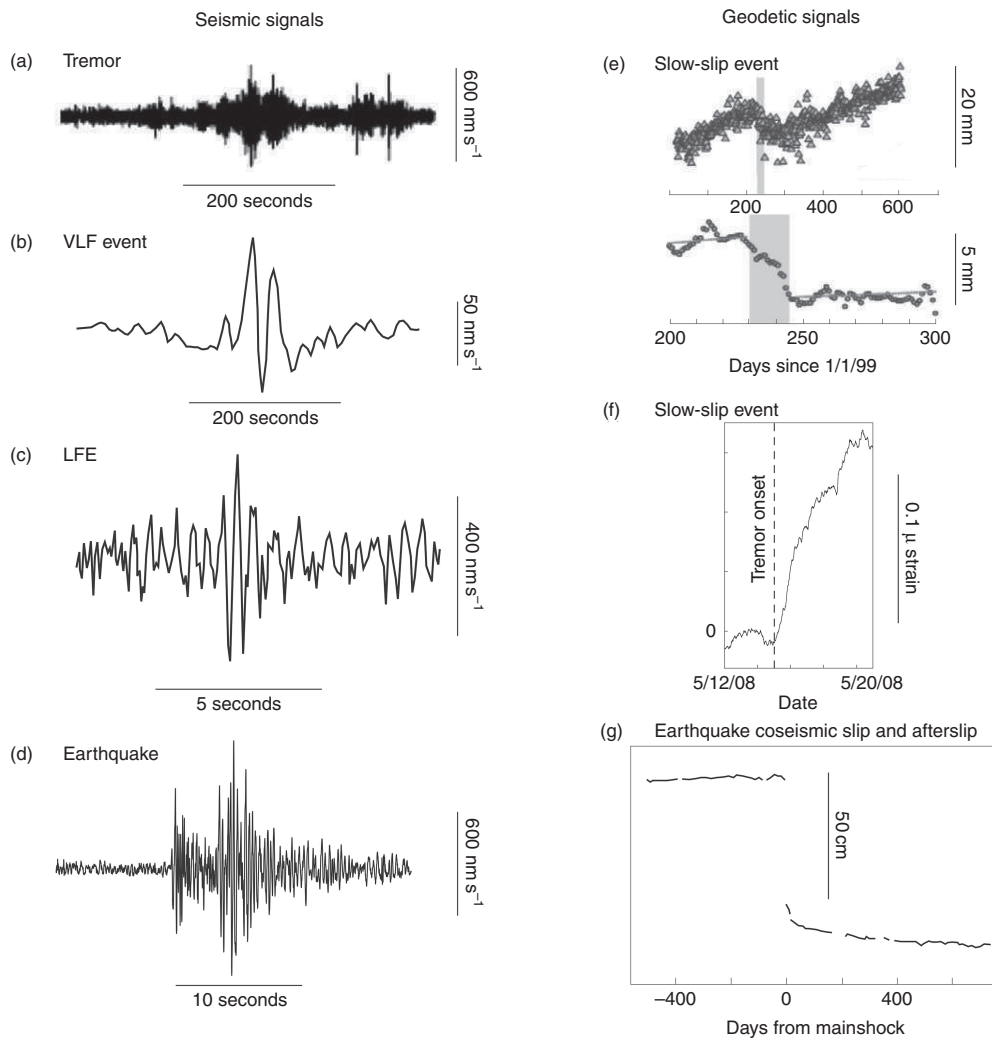 Seismic signals
(a) Tremor
600 nm s⁻¹
200 seconds
(b) VLF event
50 nm s⁻¹
200 seconds
(c) LFE
400 nm s⁻¹
5 seconds
(d) Earthquake
600 nm s⁻¹
10 seconds
Geodetic signals
(e) Slow-slip event
20 mm
200 400 600
5 mm
200 250 300
Days since 1/1/99
(f) Slow-slip event
Tremor onset
0.1 μ strain
0
5/12/08 5/20/08
Date
(g) Earthquake coseismic slip and afterslip
50 cm
−400 0 400
Days from mainshock